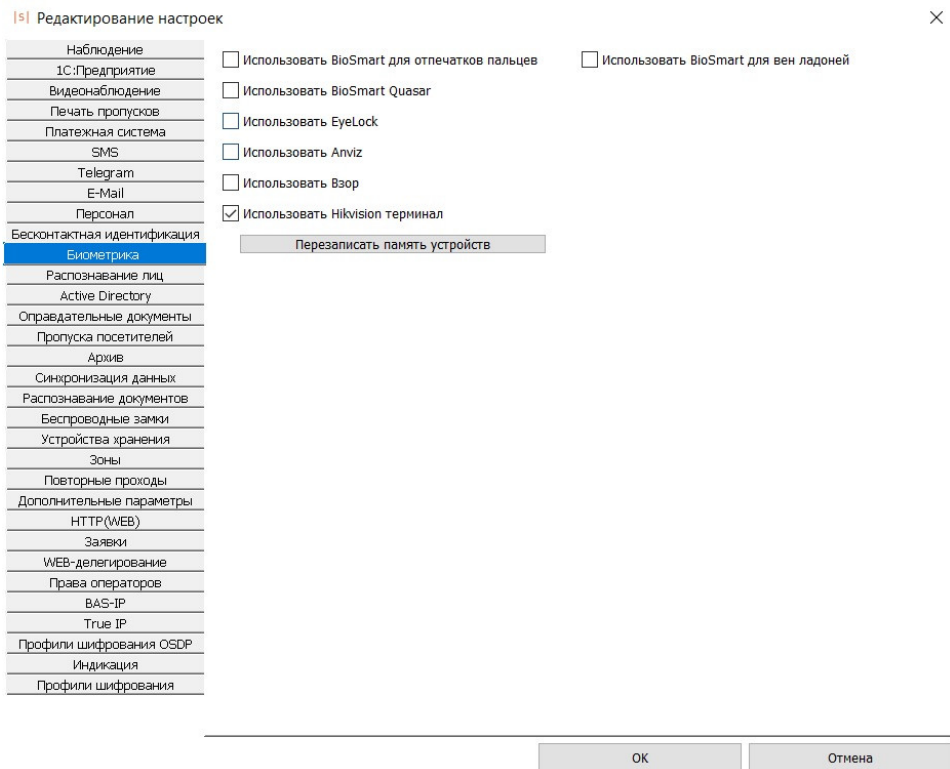 |s| Редактирование настроек
Наблюдение
1С:Предприятие
Видеонаблюдение
Печать пропусков
Платежная система
SMS
Telegram
E-Mail
Персонал
Бесконтактная идентификация
Биометрика
Распознавание лиц
Active Directory
Оправдательные документы
Пропуска посетителей
Архив
Синхронизация данных
Распознавание документов
Беспроводные замки
Устройства хранения
Зоны
Повторные проходы
Дополнительные параметры
HTTP(WEB)
Заявки
WEB-делегирование
Права операторов
BAS-IP
True IP
Профили шифрования OSDP
Индикация
Профили шифрования
Использовать BioSmart для отпечатков пальцев
Использовать BioSmart для вен ладоней
Использовать BioSmart Quasar
Использовать EyeLock
Использовать Anviz
Использовать Взор
Использовать Hikvision терминал
Перезаписать память устройств
ОК
Отмена